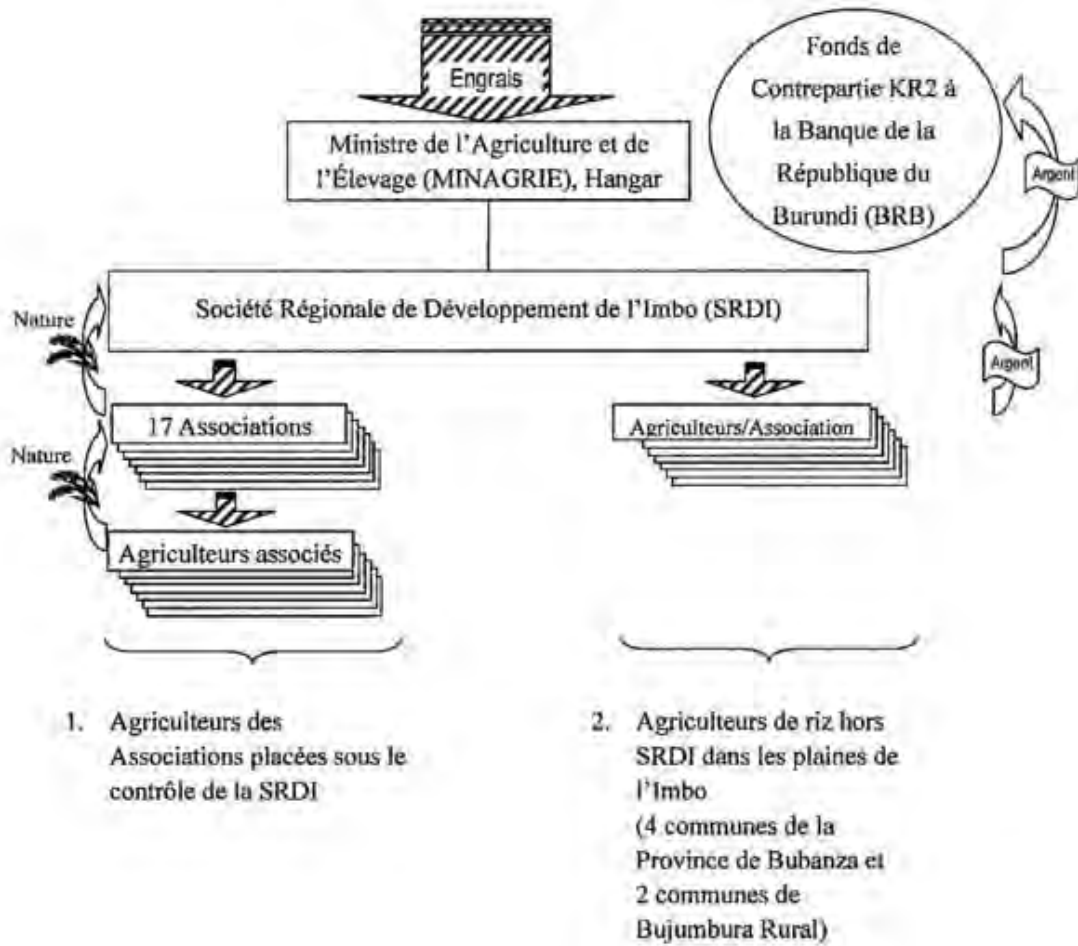 Engrais
Ministre de l'Agriculture et de
l'Élevage (MINAGRIE), Hangar
Fonds de
Contrepartie KR2 à
la Banque de la
République du
Burundi (BRB)
Argent
Société Régionale de Développement de l'Imbo (SRDI)
Nature
Argent
17 Associations
Agriculteurs/Association
Nature
Agriculteurs associés
1. Agriculteurs des
Associations placées sous le
contrôle de la SRDI
2. Agriculteurs de riz hors
SRDI dans les plaines de
l'Imbo
(4 communes de la
Province de Bubanza et
2 communes de
Bujumbura Rural)